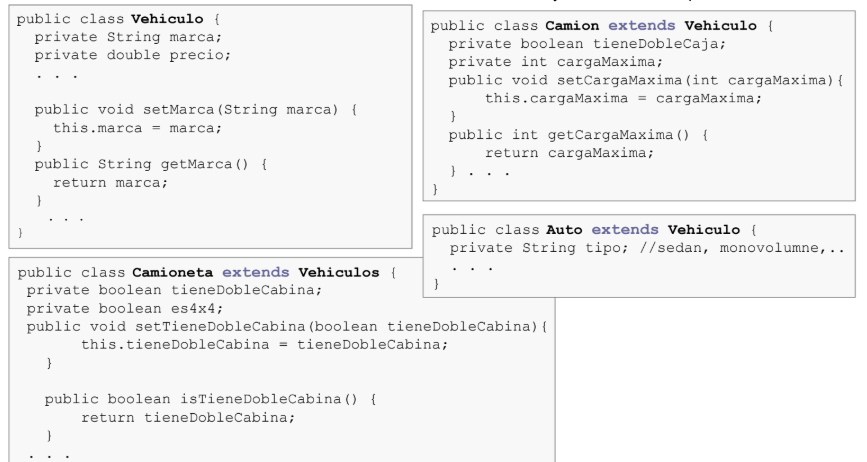 public class Vehiculo {
private String marca;
private double precio;
. . .
public void setMarca(String marca) {
this.marca = marca;
}
public String getMarca() {
return marca;
}
. . .
}
public class Camion extends Vehiculo {
private boolean tieneDobleCaja;
private int cargaMaxima;
public void setCargaMaxima(int cargaMaxima){
this.cargaMaxima = cargaMaxima;
}
public int getCargaMaxima() {
return cargaMaxima;
} . . .
}
public class Auto extends Vehiculo {
private String tipo; //sedan, monovolumne,..
. . .
}
public class Camioneta extends Vehiculos {
private boolean tieneDobleCabina;
private boolean es4x4;
public void setTieneDobleCabina(boolean tieneDobleCabina){
this.tieneDobleCabina = tieneDobleCabina;
}
public boolean isTieneDobleCabina() {
return tieneDobleCabina;
}
. . .